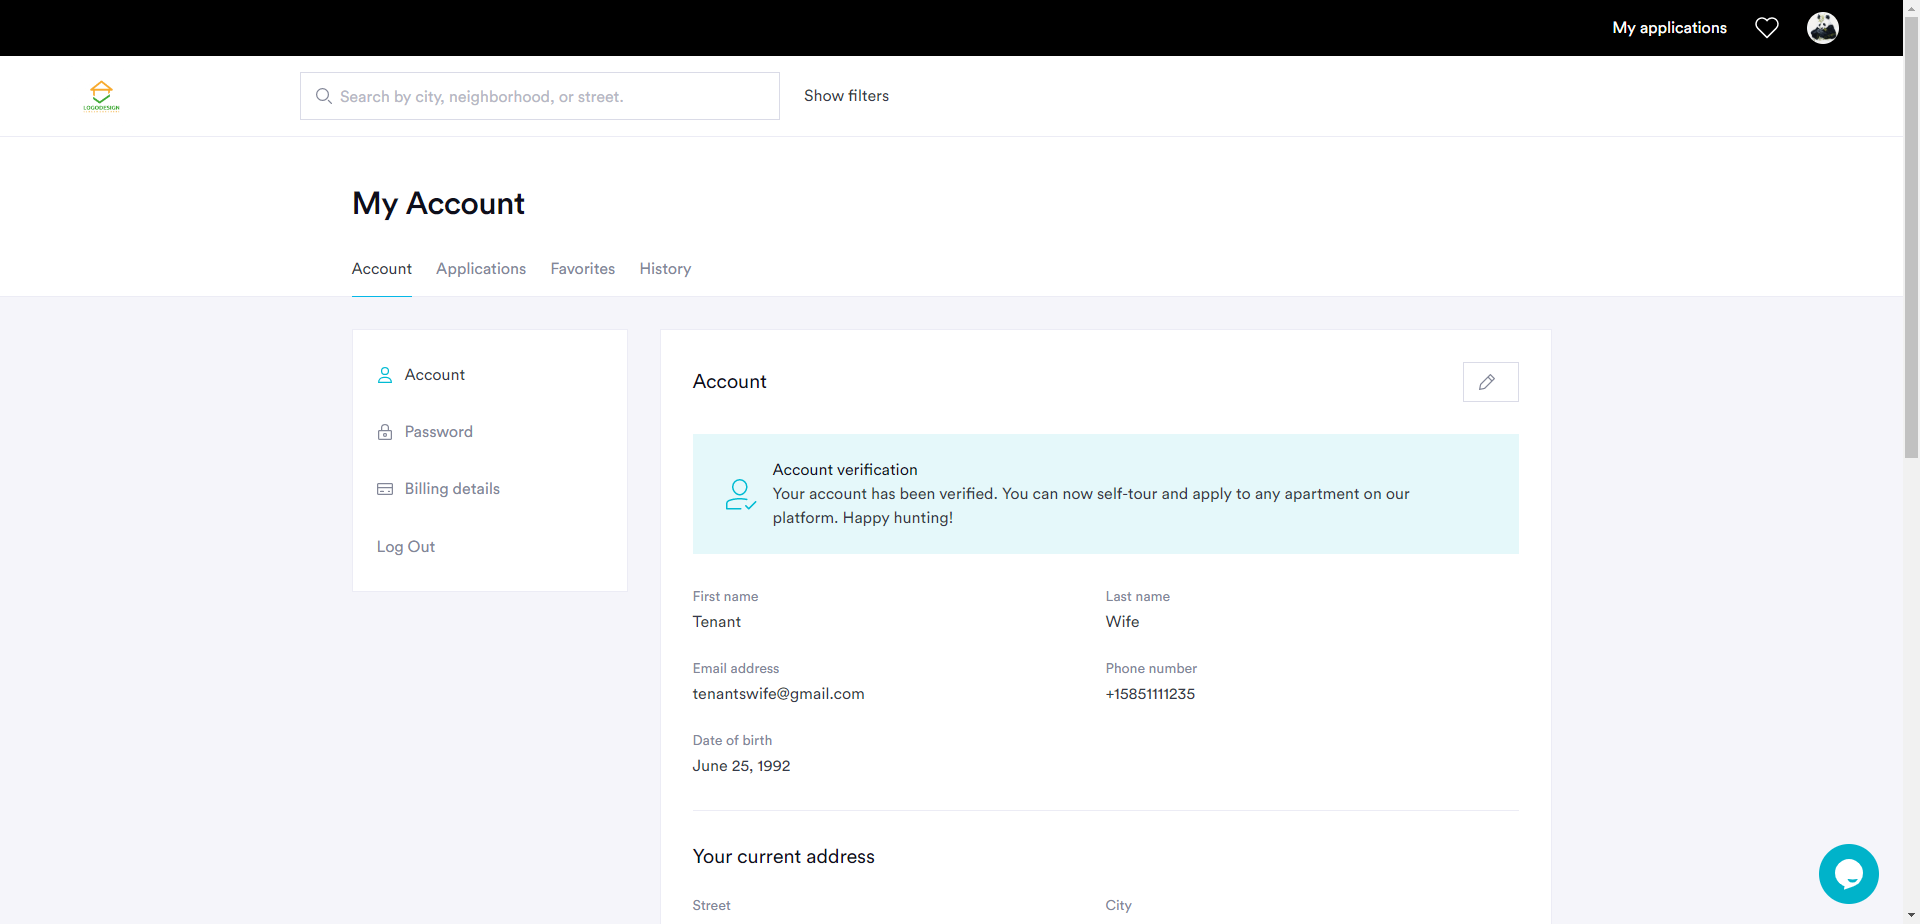 My applications
LOGODESIGN
Search by city, neighborhood, or street.
Show filters
My Account
Account
Applications
Favorites
History
Account
Password
Billing details
Log Out
Account
Account verification
Your account has been verified. You can now self-tour and apply to any apartment on our
platform. Happy hunting!
First name
Last name
Tenant
Wife
Email address
Phone number
tenantswife@gmail.com
+15851111235
Date of birth
June 25, 1992
Your current address
Street
City